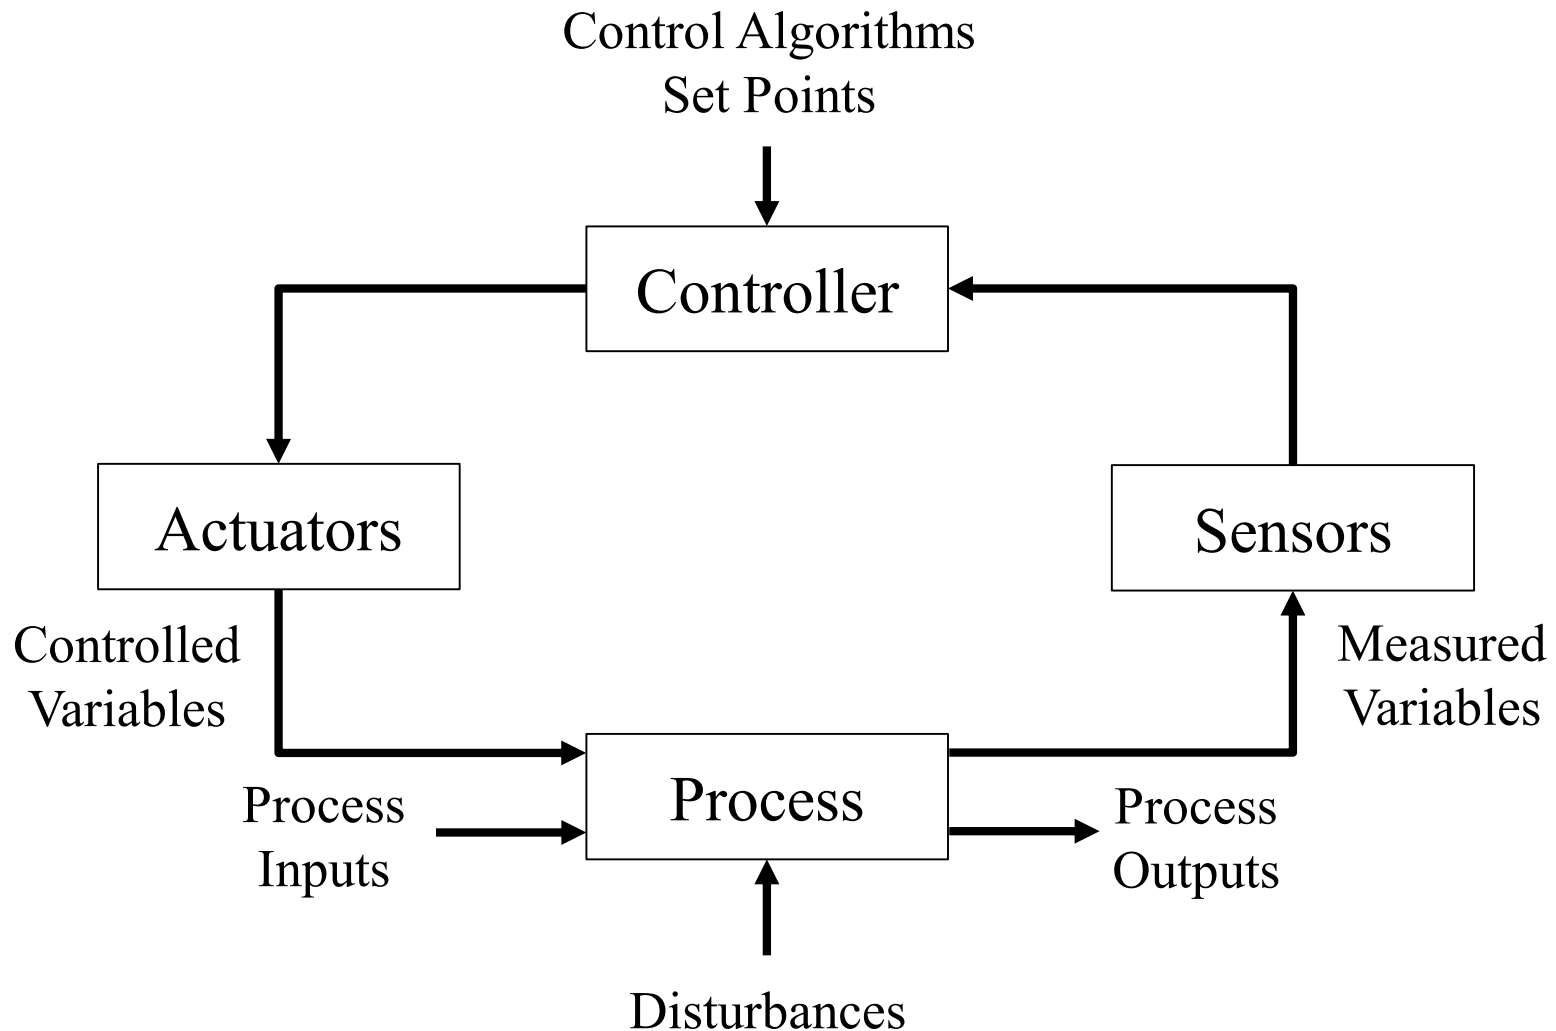 Control Algorithms
Set Points
Controller
Actuators
Sensors
Controlled
Variables
Measured
Variables
Process
Process
Inputs
Process
Outputs
Disturbances